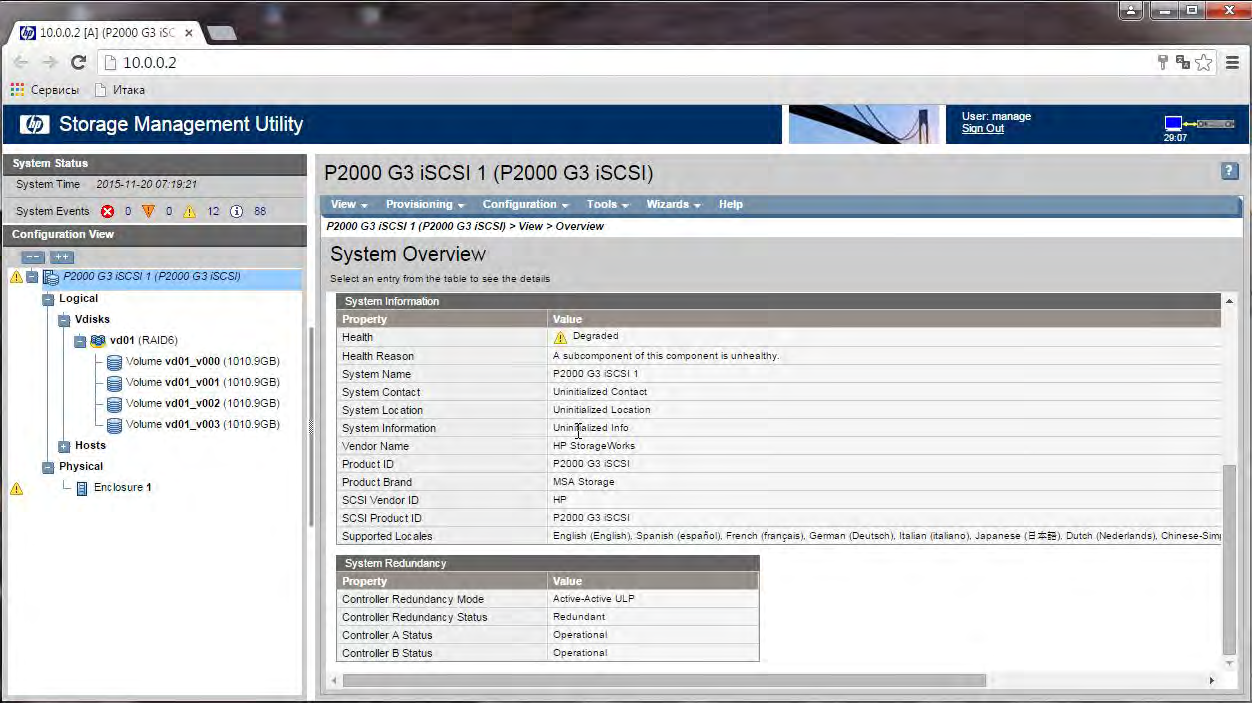 10.0.0.2 [A] (P2000 G3 iSC
10.0.0.2
Сервисы Итака
hp Storage Management Utility
User: manage
Sign Out
29:07
System Status
System Time 2015-11-20 07:19:21
System Events 0 0 12 88
Configuration View
-- ++
P2000 G3 iSCSI 1 (P2000 G3 iSCSI)
Logical
Vdisks
vd01 (RAID6)
Volume vd01_v000 (1010.9GB)
Volume vd01_v001 (1010.9GB)
Volume vd01_v002 (1010.9GB)
Volume vd01_v003 (1010.9GB)
Hosts
Physical
Enclosure 1
P2000 G3 iSCSI 1 (P2000 G3 iSCSI)
?
View Provisioning Configuration Tools Wizards Help
P2000 G3 iSCSI 1 (P2000 G3 iSCSI) > View > Overview
System Overview
Select an entry from the table to see the details
System Information
Property Value
Health Degraded
Health Reason A subcomponent of this component is unhealthy.
System Name P2000 G3 iSCSI 1
System Contact Uninitialized Contact
System Location Uninitialized Location
System Information Uninitialized Info
Vendor Name HP StorageWorks
Product ID P2000 G3 iSCSI
Product Brand MSA Storage
SCSI Vendor ID HP
SCSI Product ID P2000 G3 iSCSI
Supported Locales English (English), Spanish (español), French (français), German (Deutsch), Italian (italiano), Japanese (日本語), Dutch (Nederlands), Chinese-Sim
System Redundancy
Property Value
Controller Redundancy Mode Active-Active ULP
Controller Redundancy Status Redundant
Controller A Status Operational
Controller B Status Operational